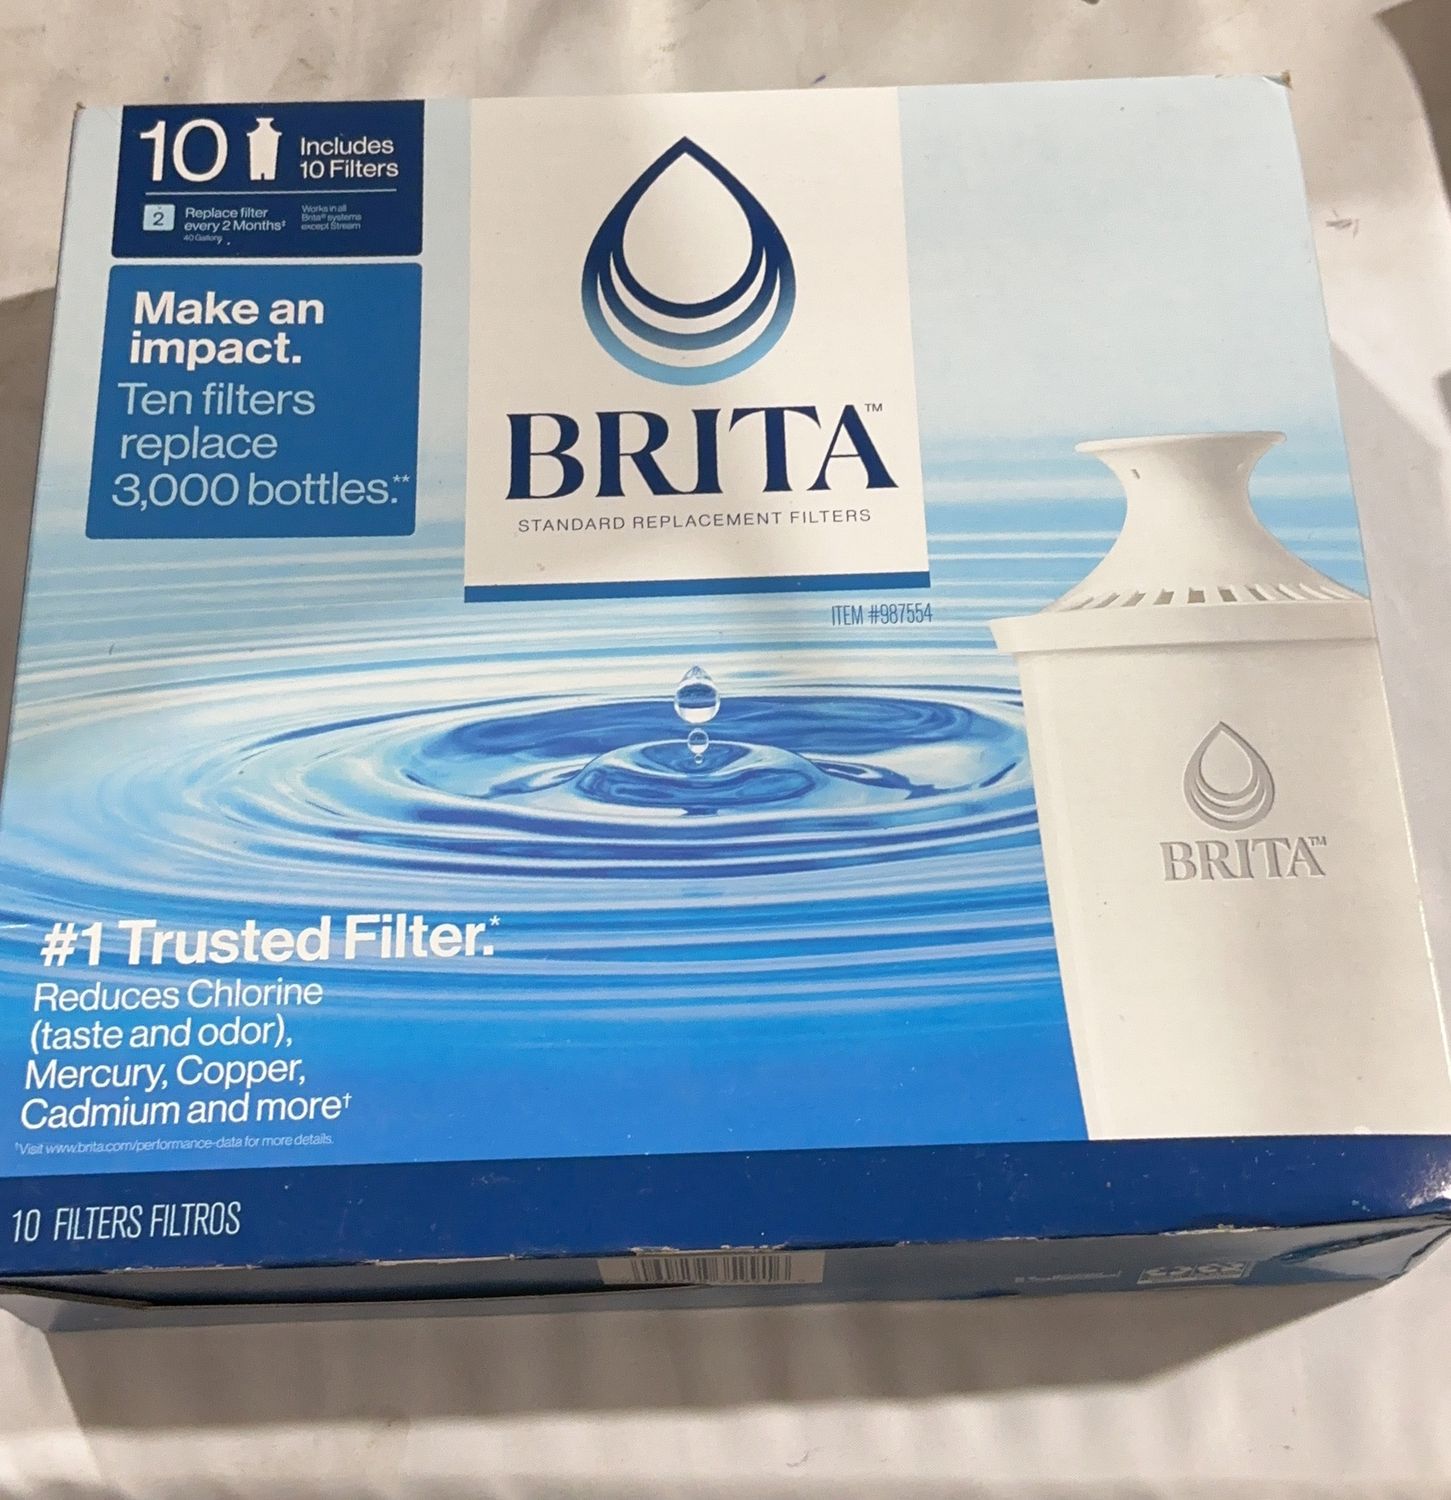 10
Includes
10 Filters
2
Replace filter
every 2 Months‡
40 Gallons
Works in all
Brita® systems
except Stream
Make an
impact.
Ten filters
replace
3,000 bottles.**
BRITA™
STANDARD REPLACEMENT FILTERS
ITEM #987554
BRITA™
#1 Trusted Filter.*
Reduces Chlorine
(taste and odor),
Mercury, Copper,
Cadmium and more†
†Visit www.brita.com/performance-data for more details.
10 FILTERS FILTROS